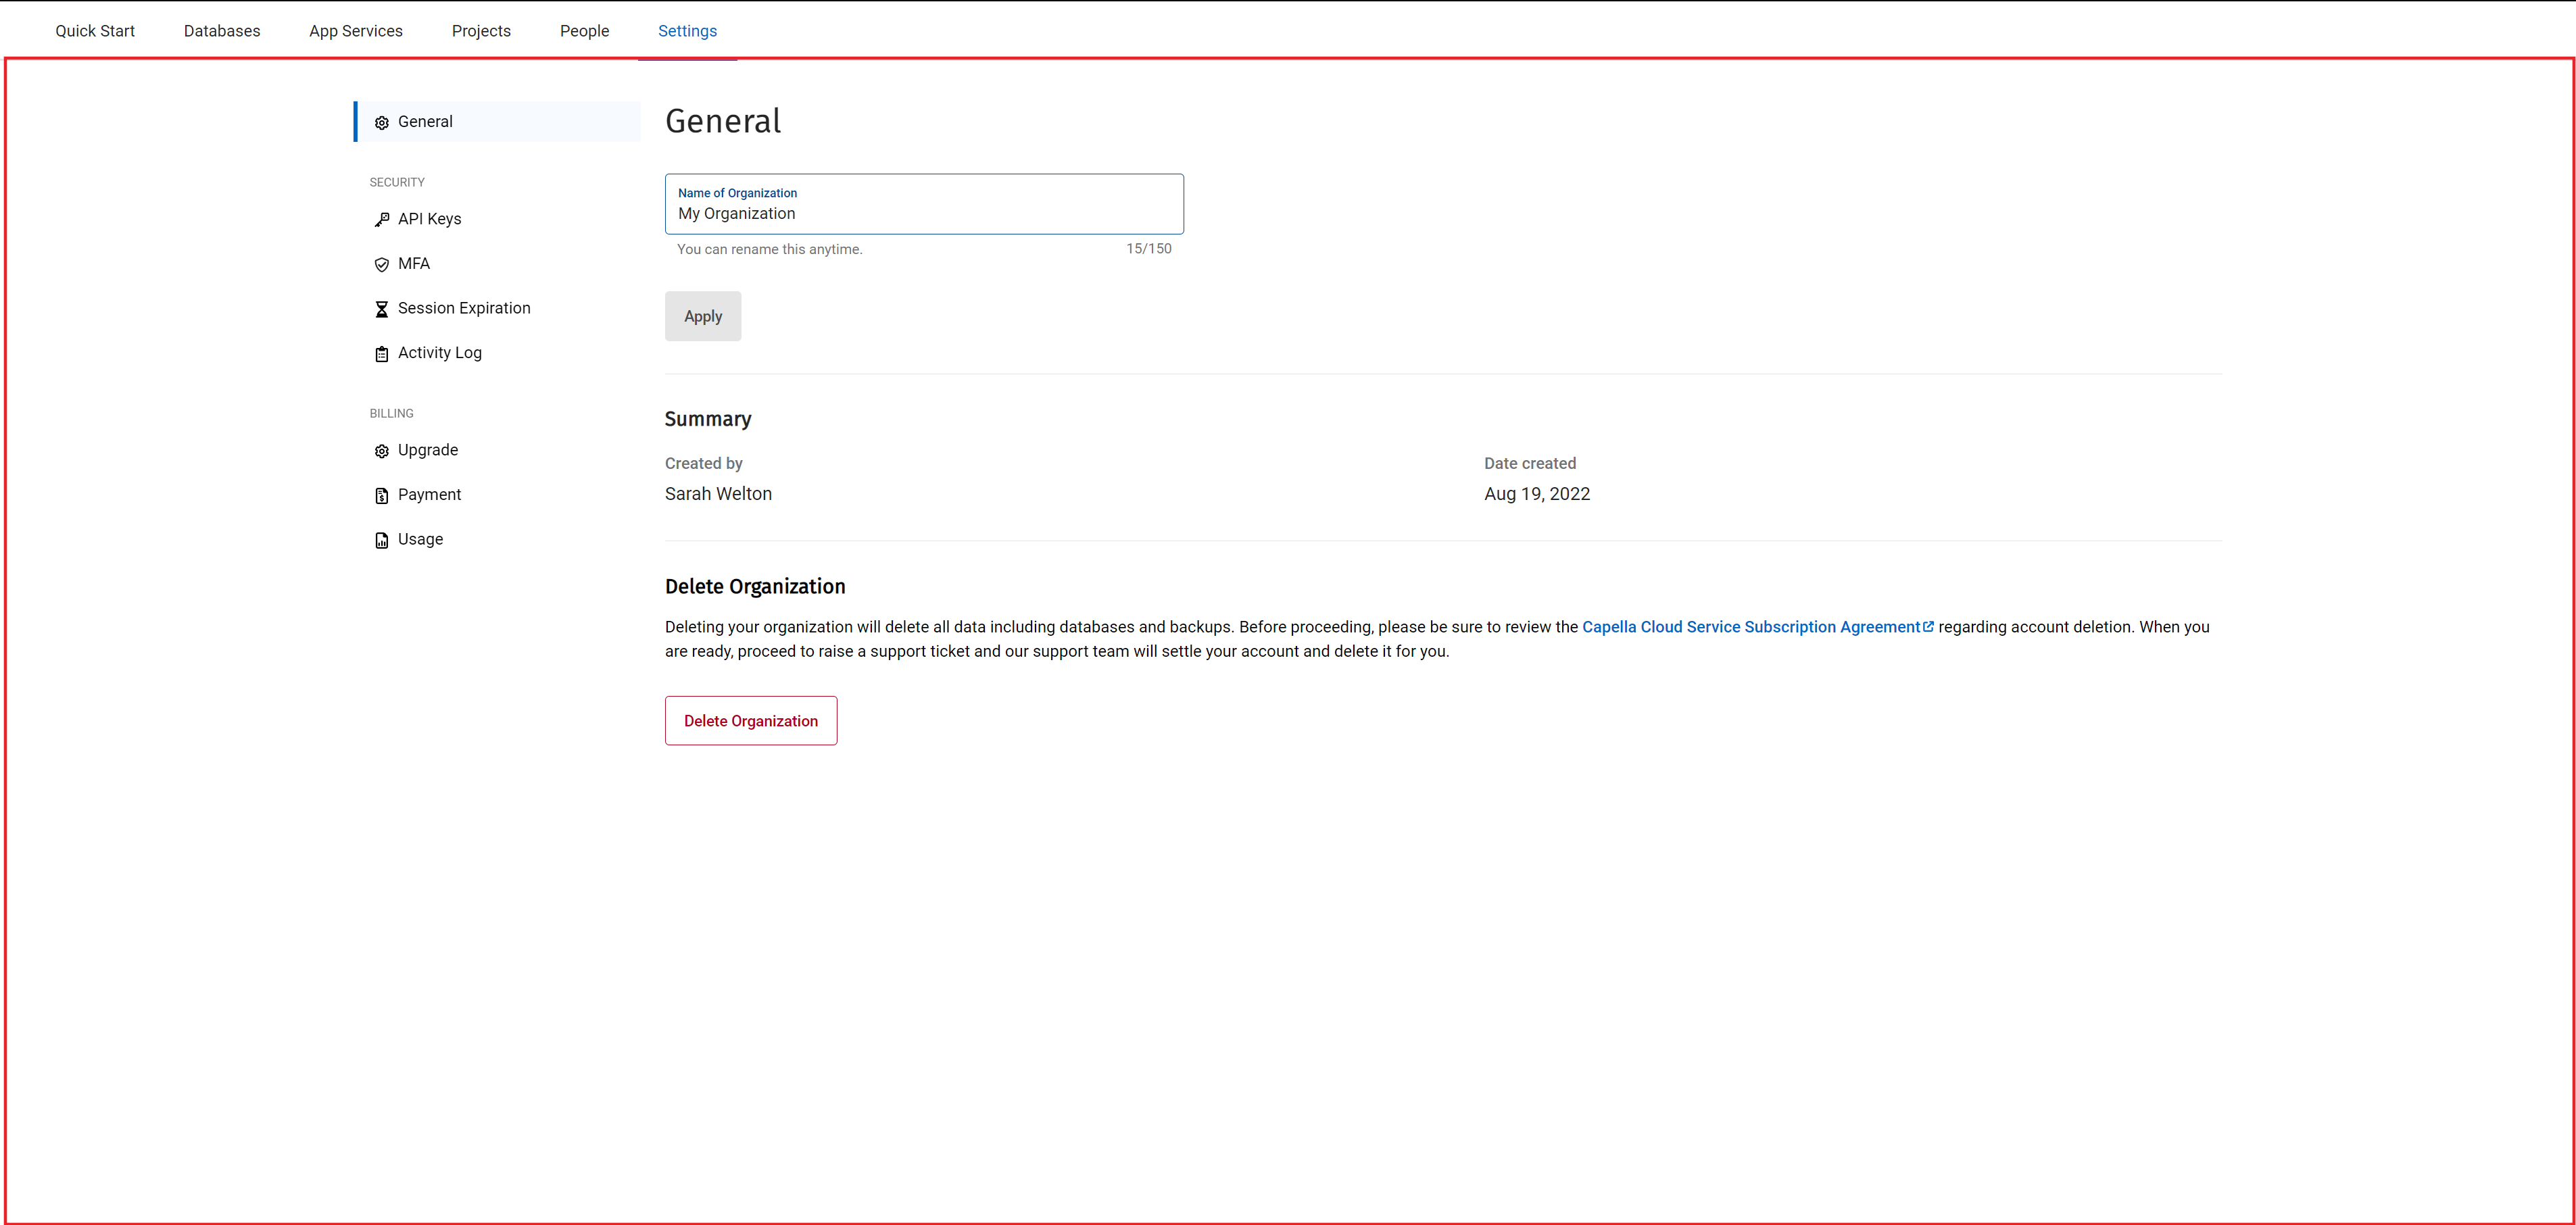 Quick Start Databases App Services Projects People Settings
General
SECURITY
API Keys
MFA
Session Expiration
Activity Log
BILLING
Upgrade
Payment
Usage
General
Name of Organization
My Organization
You can rename this anytime. 15/150
Apply
Summary
Created by Date created
Sarah Welton Aug 19, 2022
Delete Organization
Deleting your organization will delete all data including databases and backups. Before proceeding, please be sure to review the Capella Cloud Service Subscription Agreement regarding account deletion. When you
are ready, proceed to raise a support ticket and our support team will settle your account and delete it for you.
Delete Organization